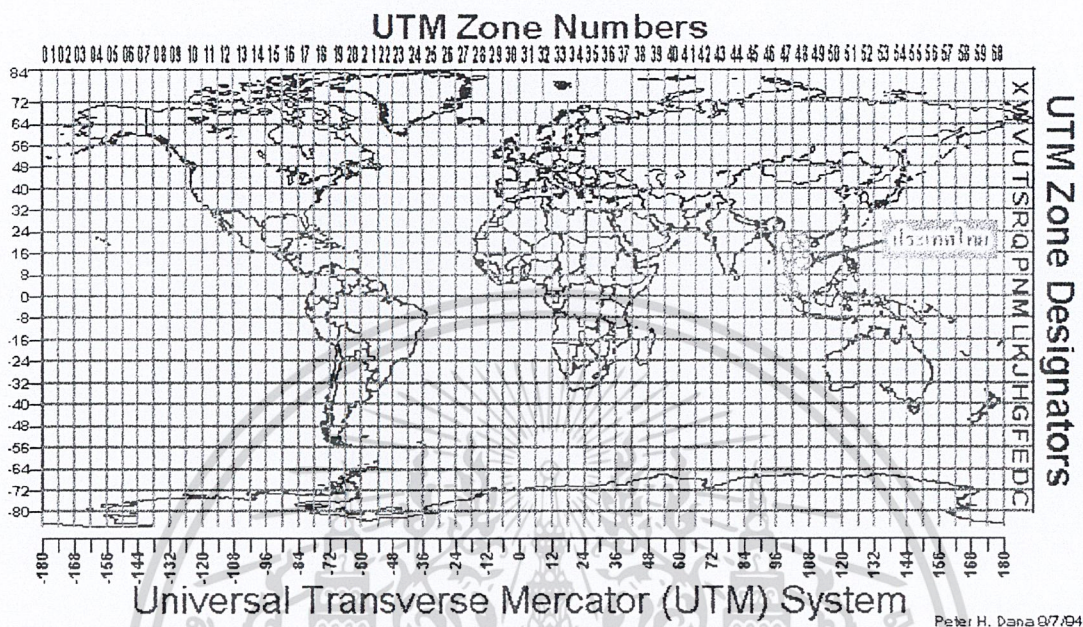 UTM Zone Numbers
01 02 03 04 05 06 07 08 09 10 11 12 13 14 15 16 17 18 19 20 21 22 23 24 25 26 27 28 29 30 31 32 33 34 35 36 37 38 39 40 41 42 43 44 45 46 47 48 49 50 51 52 53 54 55 56 57 58 59 60
84
72
64
56
48
40
32
24
16
8
0
-8
-16
-24
-32
-40
-48
-56
-64
-72
-80
X
W
V
U
T
S
R
Q
P
N
M
L
K
J
H
G
F
E
D
C
UTM Zone Designators
ประเทศไทย
-180 -168 -156 -144 -132 -120 -108 -96 -84 -72 -60 -48 -36 -24 -12 0 12 24 36 48 60 72 84 96 108 120 132 144 156 168 180
Universal Transverse Mercator (UTM) System
Peter H. Dana 9/7/94